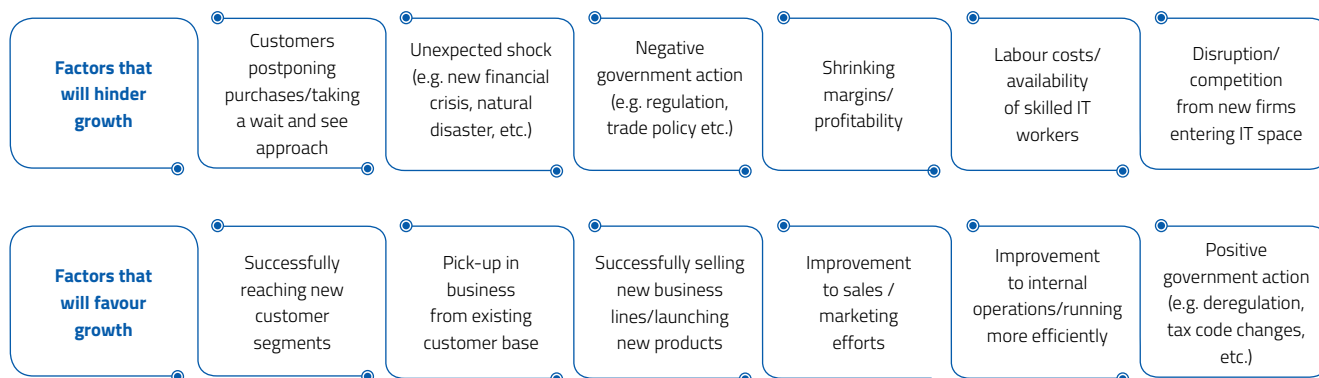 Factors that
will hinder
growth
Customers
postponing
purchases/taking
a wait and see
approach
Unexpected shock
(e.g. new financial
crisis, natural
disaster, etc.)
Negative
government action
(e.g. regulation,
trade policy etc.)
Shrinking
margins/
profitability
Labour costs/
availability
of skilled IT
workers
Disruption/
competition
from new firms
entering IT space
Factors that
will favour
growth
Successfully
reaching new
customer
segments
Pick-up in
business
from existing
customer base
Successfully selling
new business
lines/launching
new products
Improvement
to sales /
marketing
efforts
Improvement
to internal
operations/running
more efficiently
Positive
government action
(e.g. deregulation,
tax code changes,
etc.)